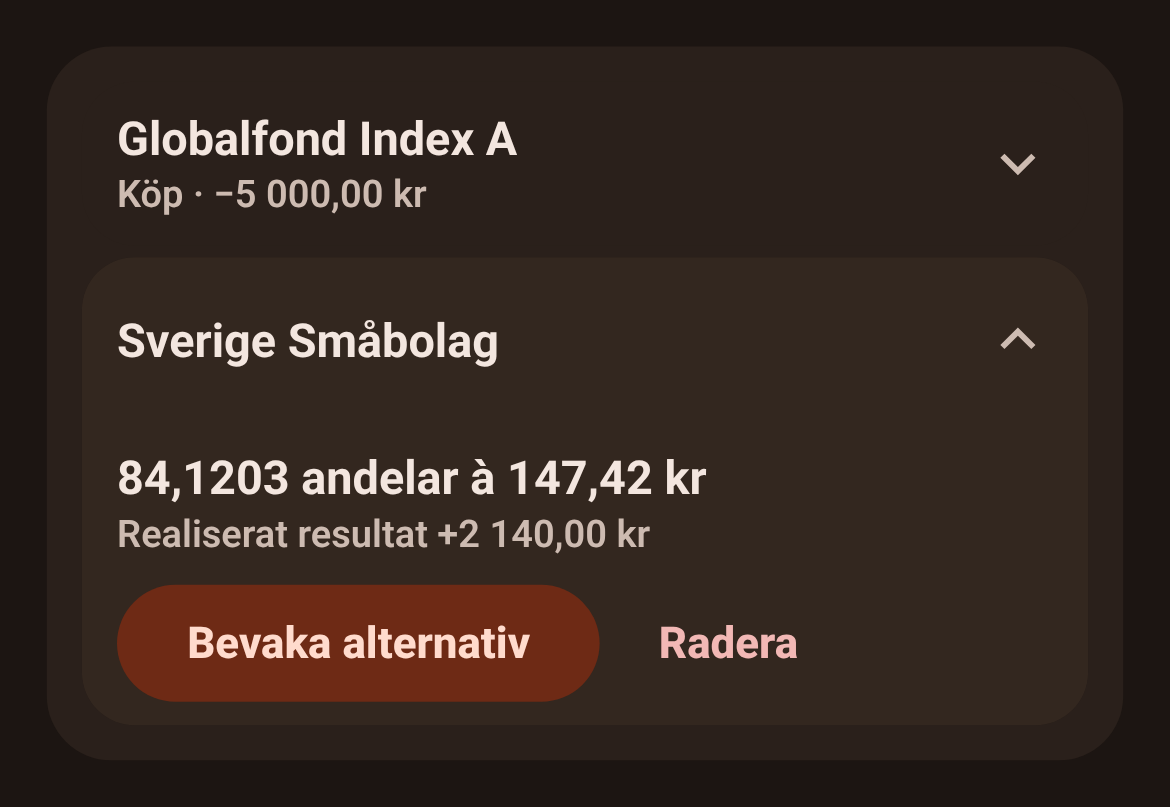 Globalfond Index A
Köp · −5 000,00 kr
Sverige Småbolag
84,1203 andelar à 147,42 kr
Realiserat resultat +2 140,00 kr
Bevaka alternativ
Radera